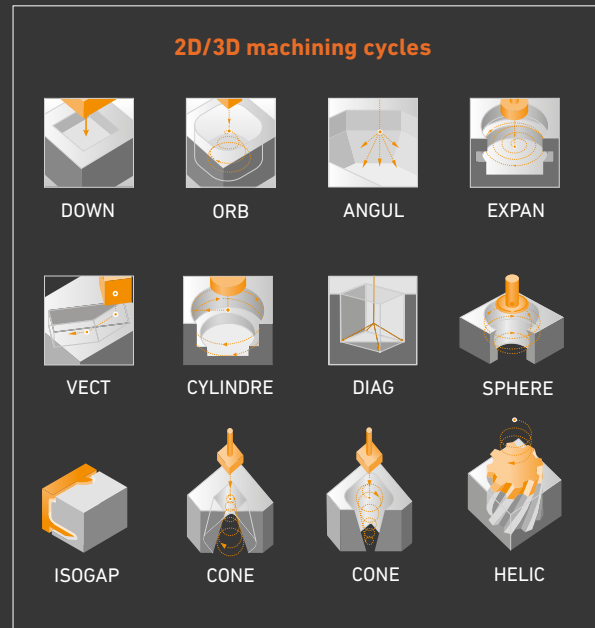 2D/3D machining cycles
DOWN ORB ANGUL EXPAN
VECT CYLINDRE DIAG SPHERE
ISOGAP CONE CONE HELIC